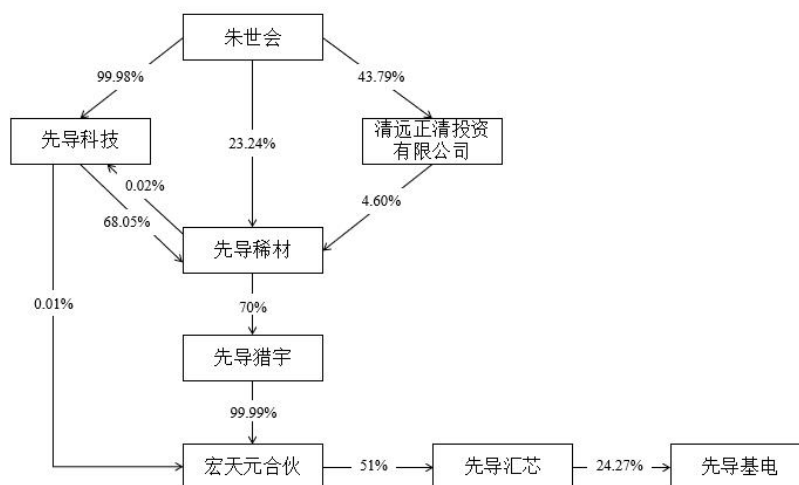 朱世会
99.98%
43.79%
先导科技
23.24%
清远正清投资
有限公司
0.02%
68.05%
4.60%
先导稀材
0.01%
70%
先导猎宇
99.99%
宏天元合伙
51%
先导汇芯
24.27%
先导基电